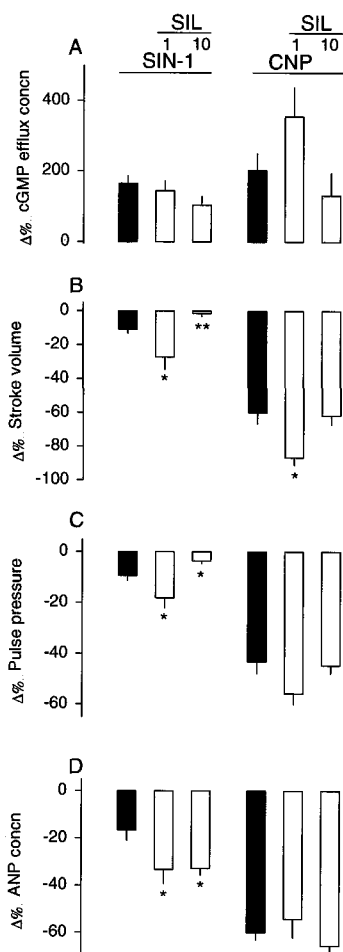 SIL SIL
A 1 10 1 10
SIN-1 CNP
Δ%.. cGMP efflux concn
400
200
0
B
Δ%.. Stroke volume
0
-20
-40
-60
-80
-100
**
*
*
C
Δ%.. Pulse pressure
0
-20
-40
-60
*
*
D
Δ%.. ANP concn
0
-20
-40
-60
*
*